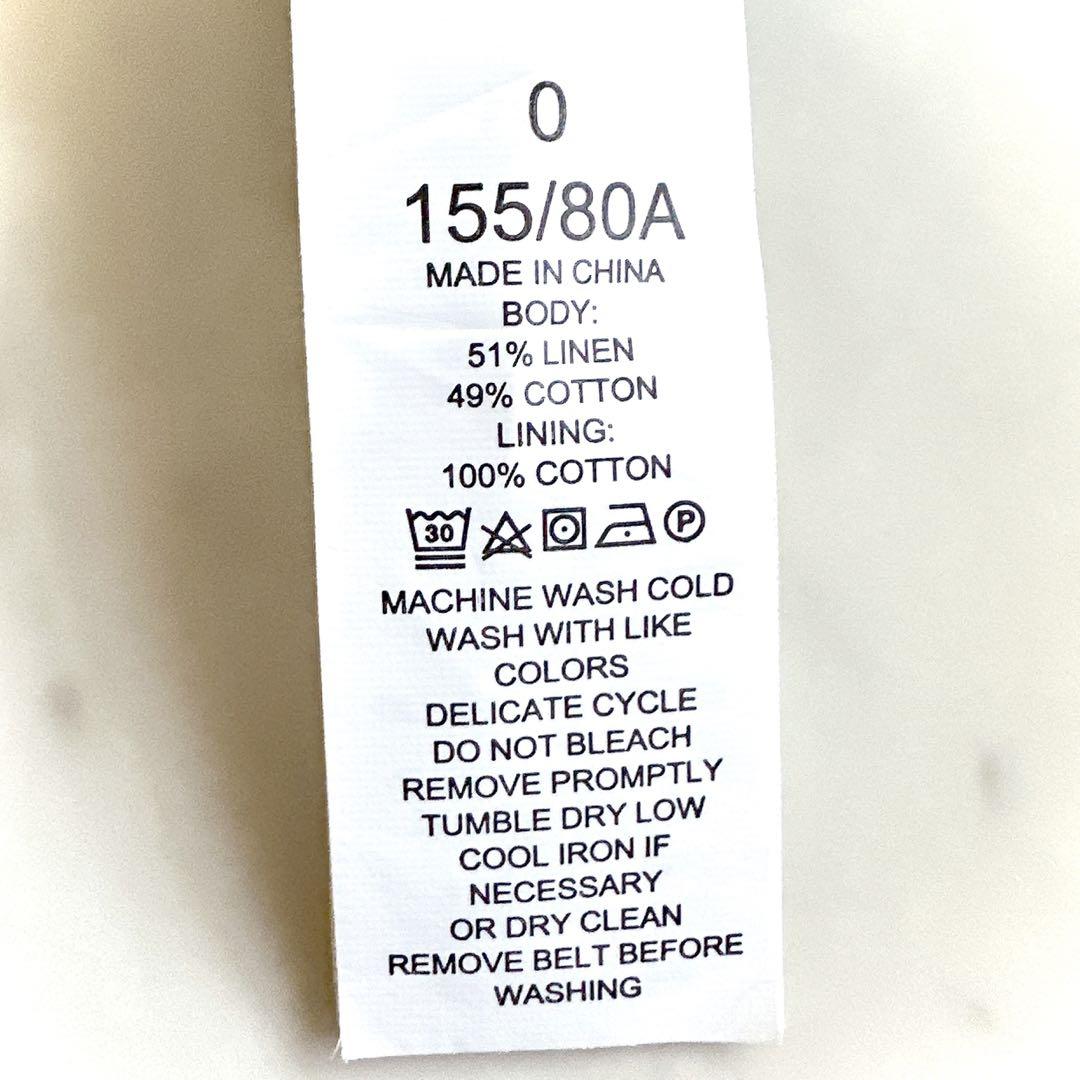 0
155/80A
MADE IN CHINA
BODY:
51% LINEN
49% COTTON
LINING:
100% COTTON
30 P
MACHINE WASH COLD
WASH WITH LIKE
COLORS
DELICATE CYCLE
DO NOT BLEACH
REMOVE PROMPTLY
TUMBLE DRY LOW
COOL IRON IF
NECESSARY
OR DRY CLEAN
REMOVE BELT BEFORE
WASHING